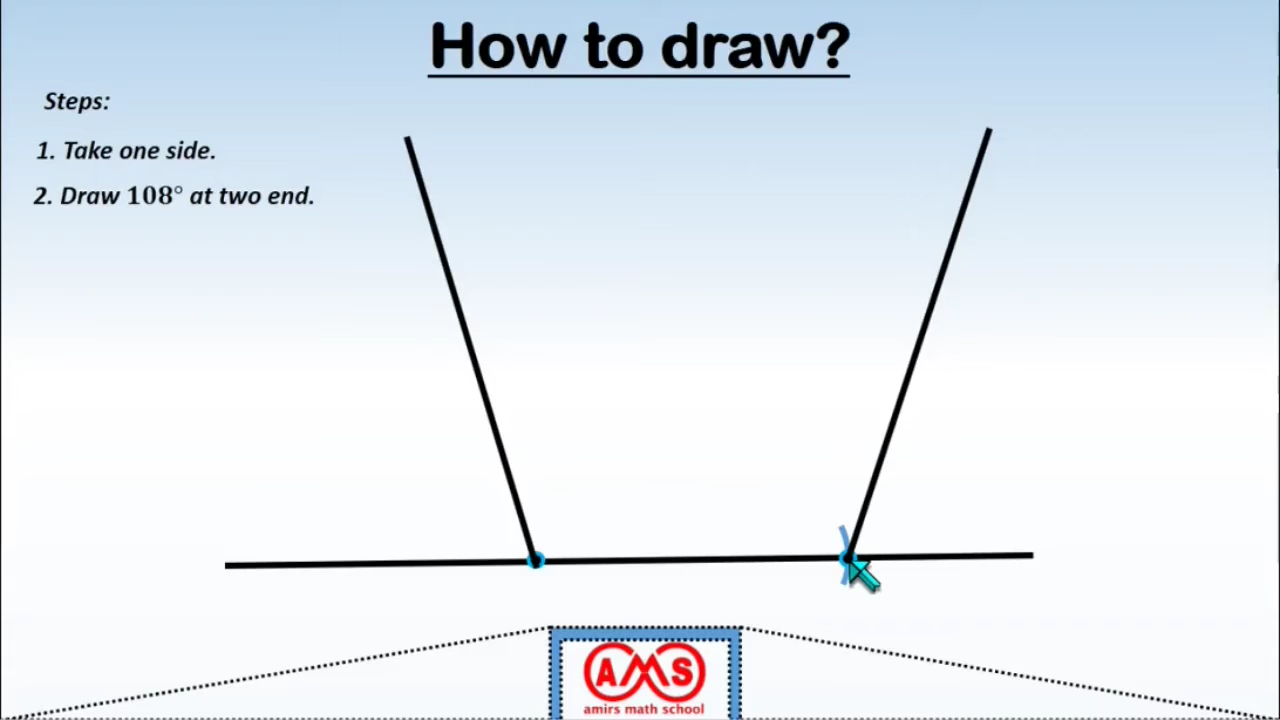 How to draw?
Steps:
1. Take one side.
2. Draw 108° at two end.
AMS
amirs math school